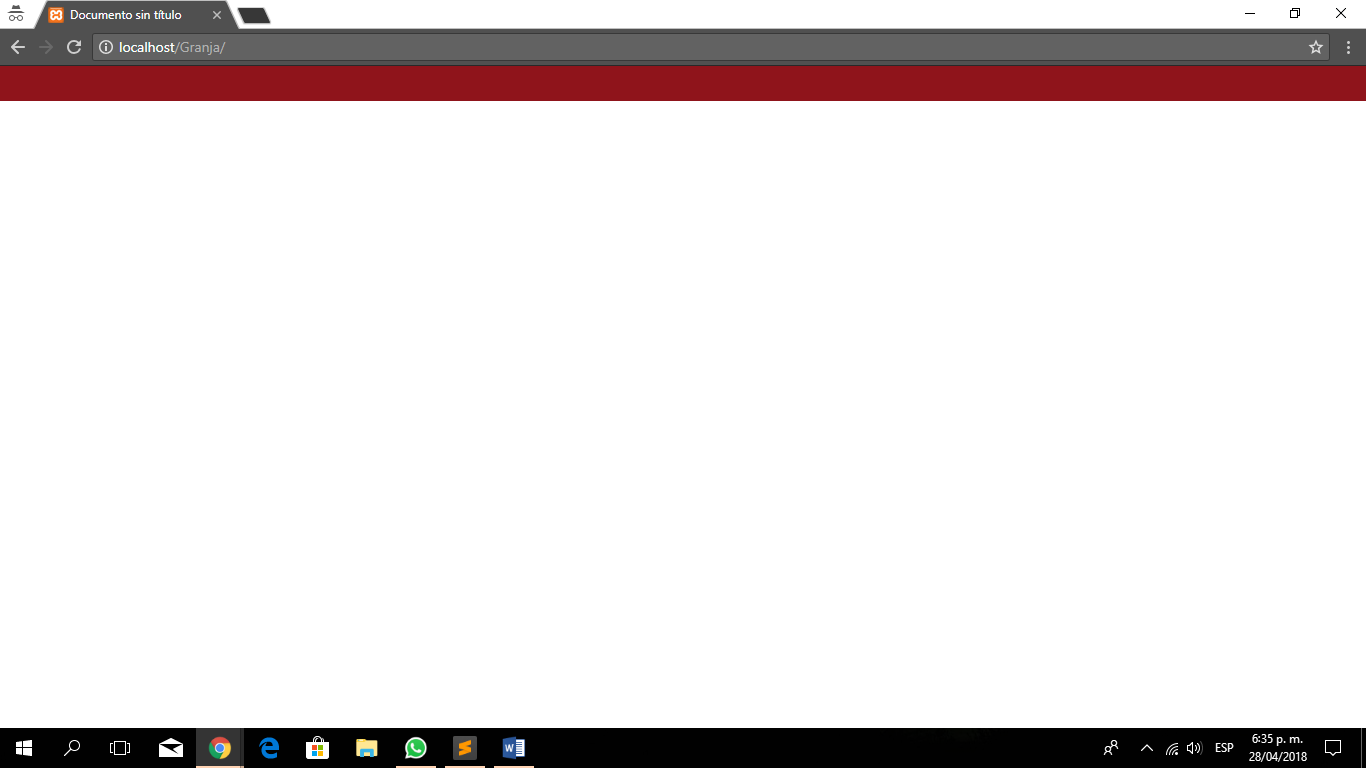 Documento sin título
localhost/Granja/
ESP
6:35 p. m.
28/04/2018